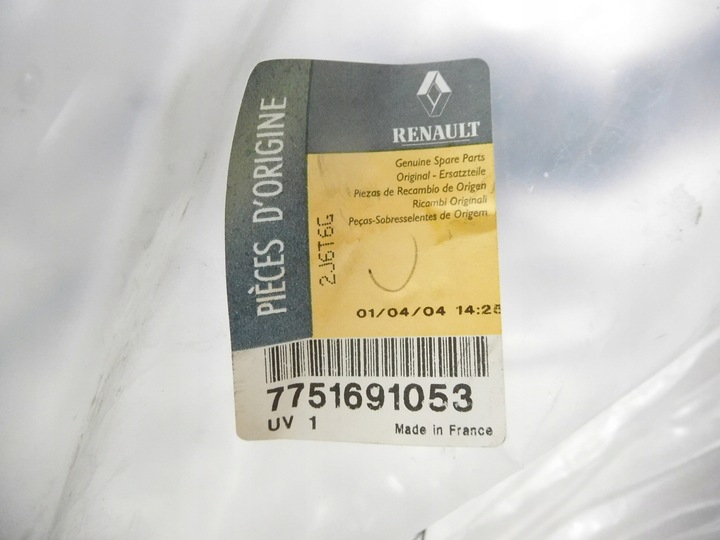 PIÈCES D'ORIGINE
RENAULT
Genuine Spare Parts
Original - Ersatzteile
Piezas de Recambio de Origen
Ricambi Originali
Peças-Sobresselentes de Origem
2J6T6G
01/04/04 14:25
7751691053
UV 1
Made in France